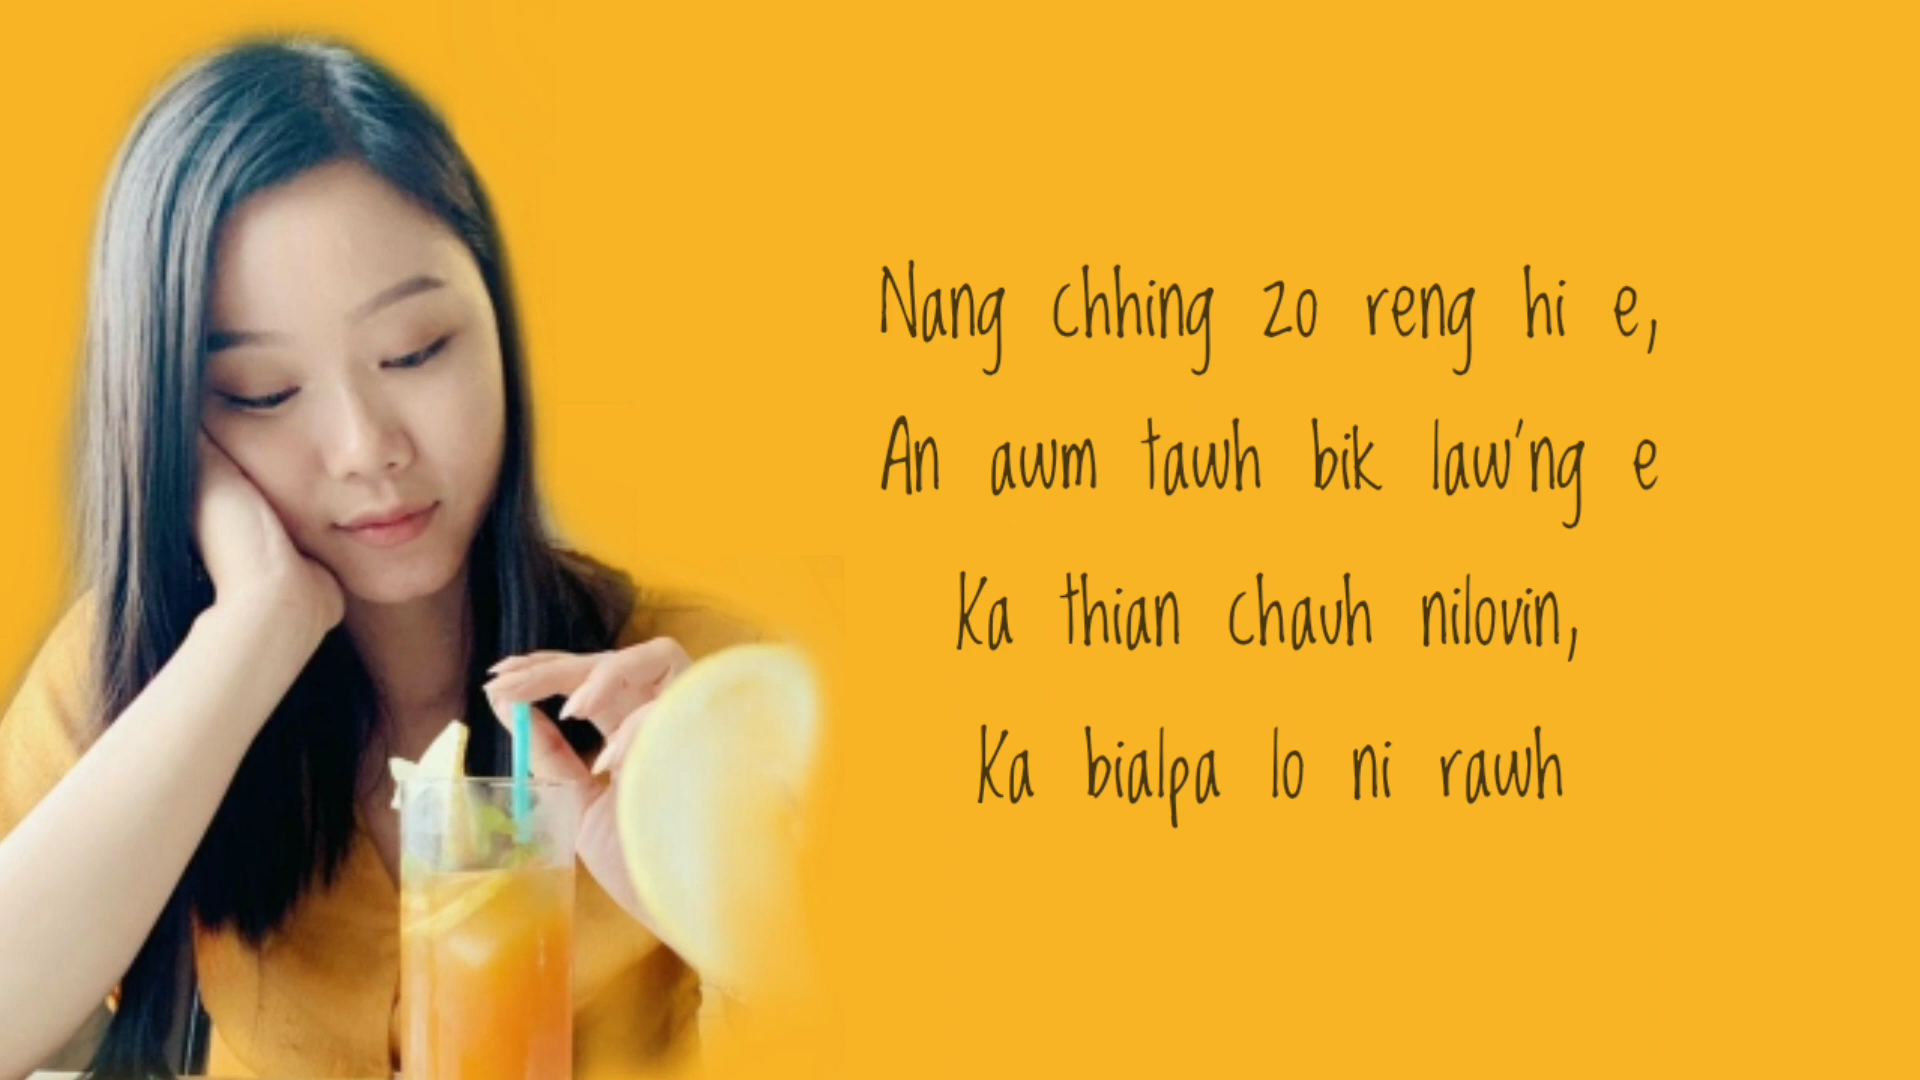 Nang chhing zo reng hi e,
An awm tawh bik law'ng e
Ka thian chauh nilovin,
Ka bialpa lo ni rawh